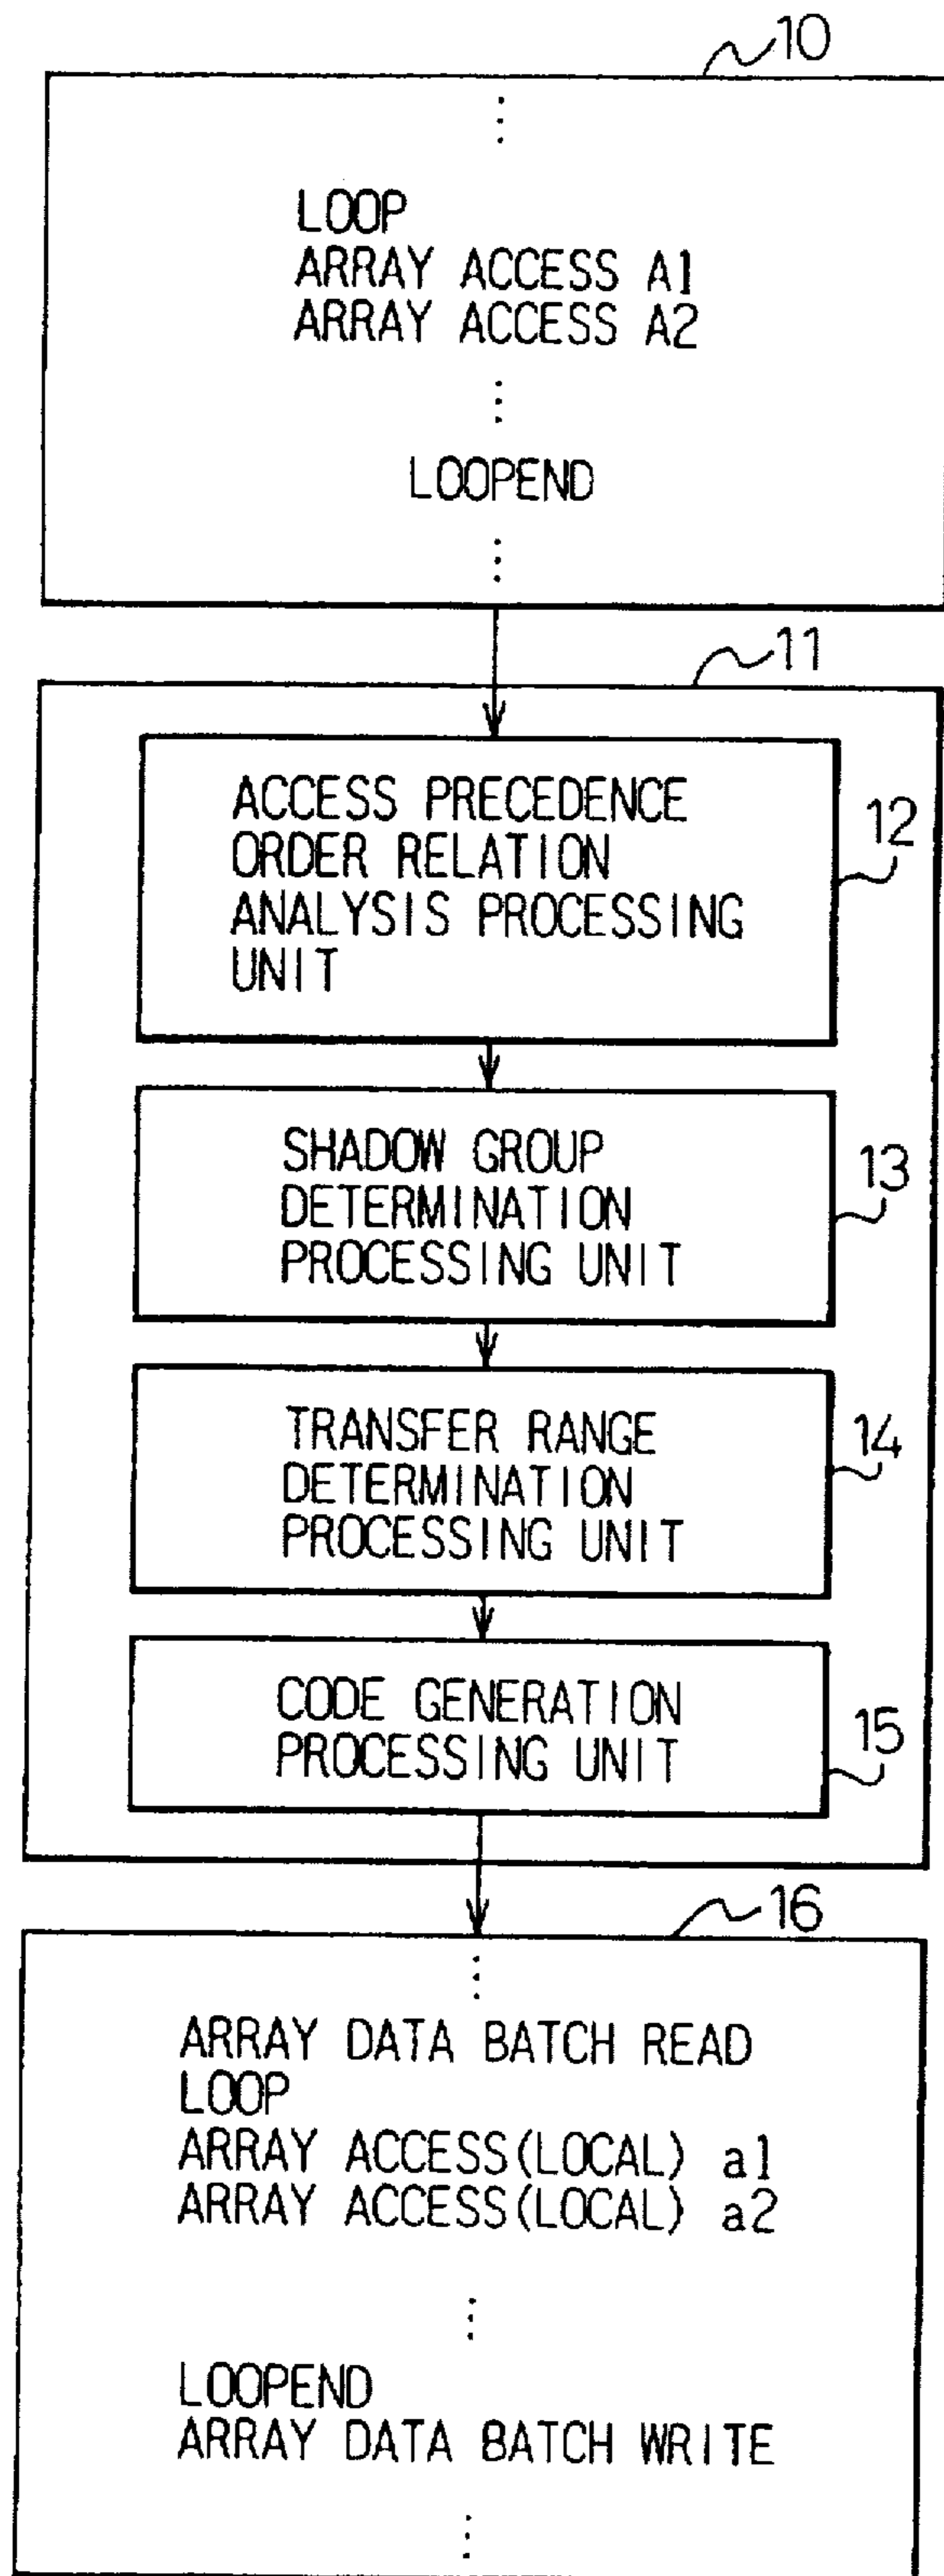 10
⋮
LOOP
ARRAY ACCESS A1
ARRAY ACCESS A2
⋮
LOOPEND
⋮
11
ACCESS PRECEDENCE
ORDER RELATION
ANALYSIS PROCESSING
UNIT
12
SHADOW GROUP
DETERMINATION
PROCESSING UNIT
13
TRANSFER RANGE
DETERMINATION
PROCESSING UNIT
14
CODE GENERATION
PROCESSING UNIT
15
16
⋮
ARRAY DATA BATCH READ
LOOP
ARRAY ACCESS(LOCAL) a1
ARRAY ACCESS(LOCAL) a2
⋮
LOOPEND
ARRAY DATA BATCH WRITE
⋮